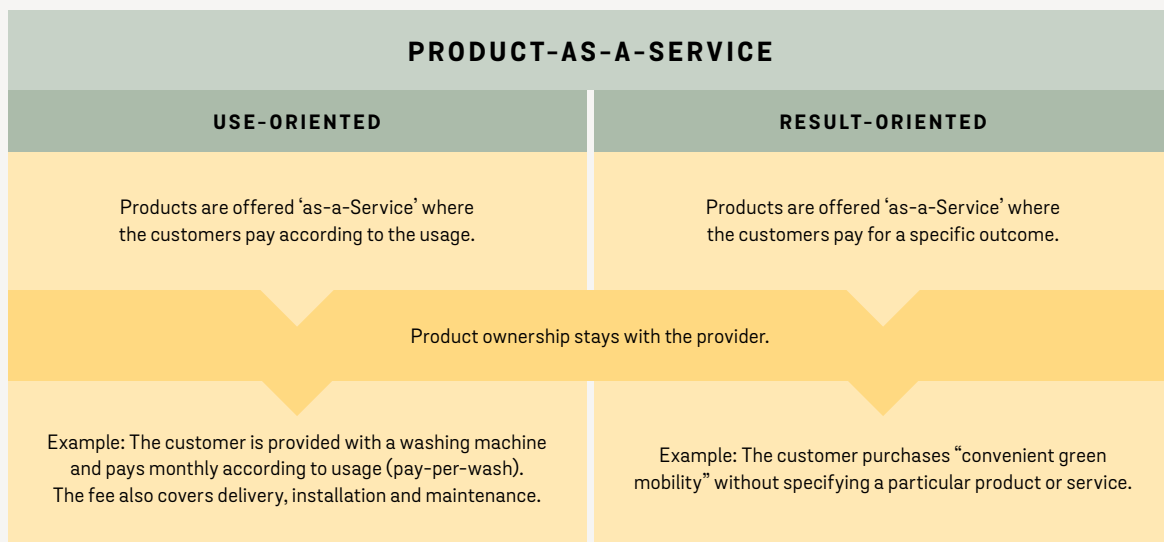 PRODUCT-AS-A-SERVICE
USE-ORIENTED
RESULT-ORIENTED
Products are offered ‘as-a-Service’ where
the customers pay according to the usage.
Products are offered ‘as-a-Service’ where
the customers pay for a specific outcome.
Product ownership stays with the provider.
Example: The customer is provided with a washing machine
and pays monthly according to usage (pay-per-wash).
The fee also covers delivery, installation and maintenance.
Example: The customer purchases “convenient green
mobility” without specifying a particular product or service.